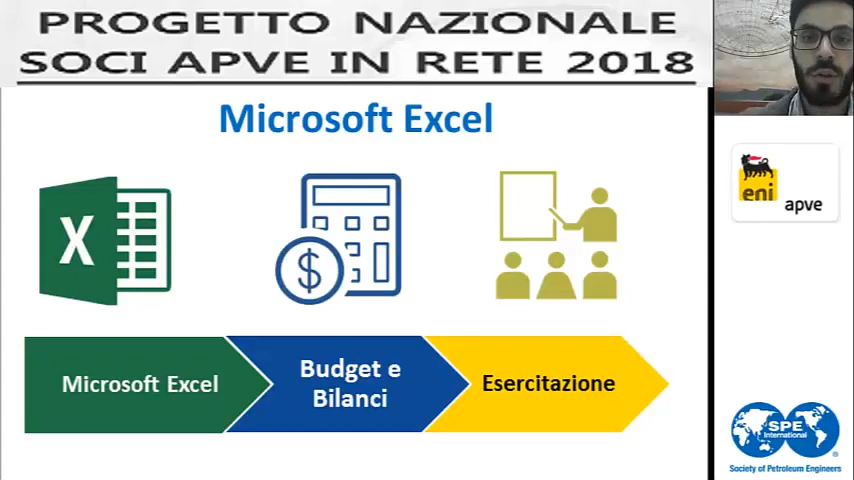 PROGETTO NAZIONALE
SOCI APVE IN RETE 2018
Microsoft Excel
X
$
Microsoft Excel
Budget e
Bilanci
Esercitazione
eni
apve
SPE
International
®
Society of Petroleum Engineers